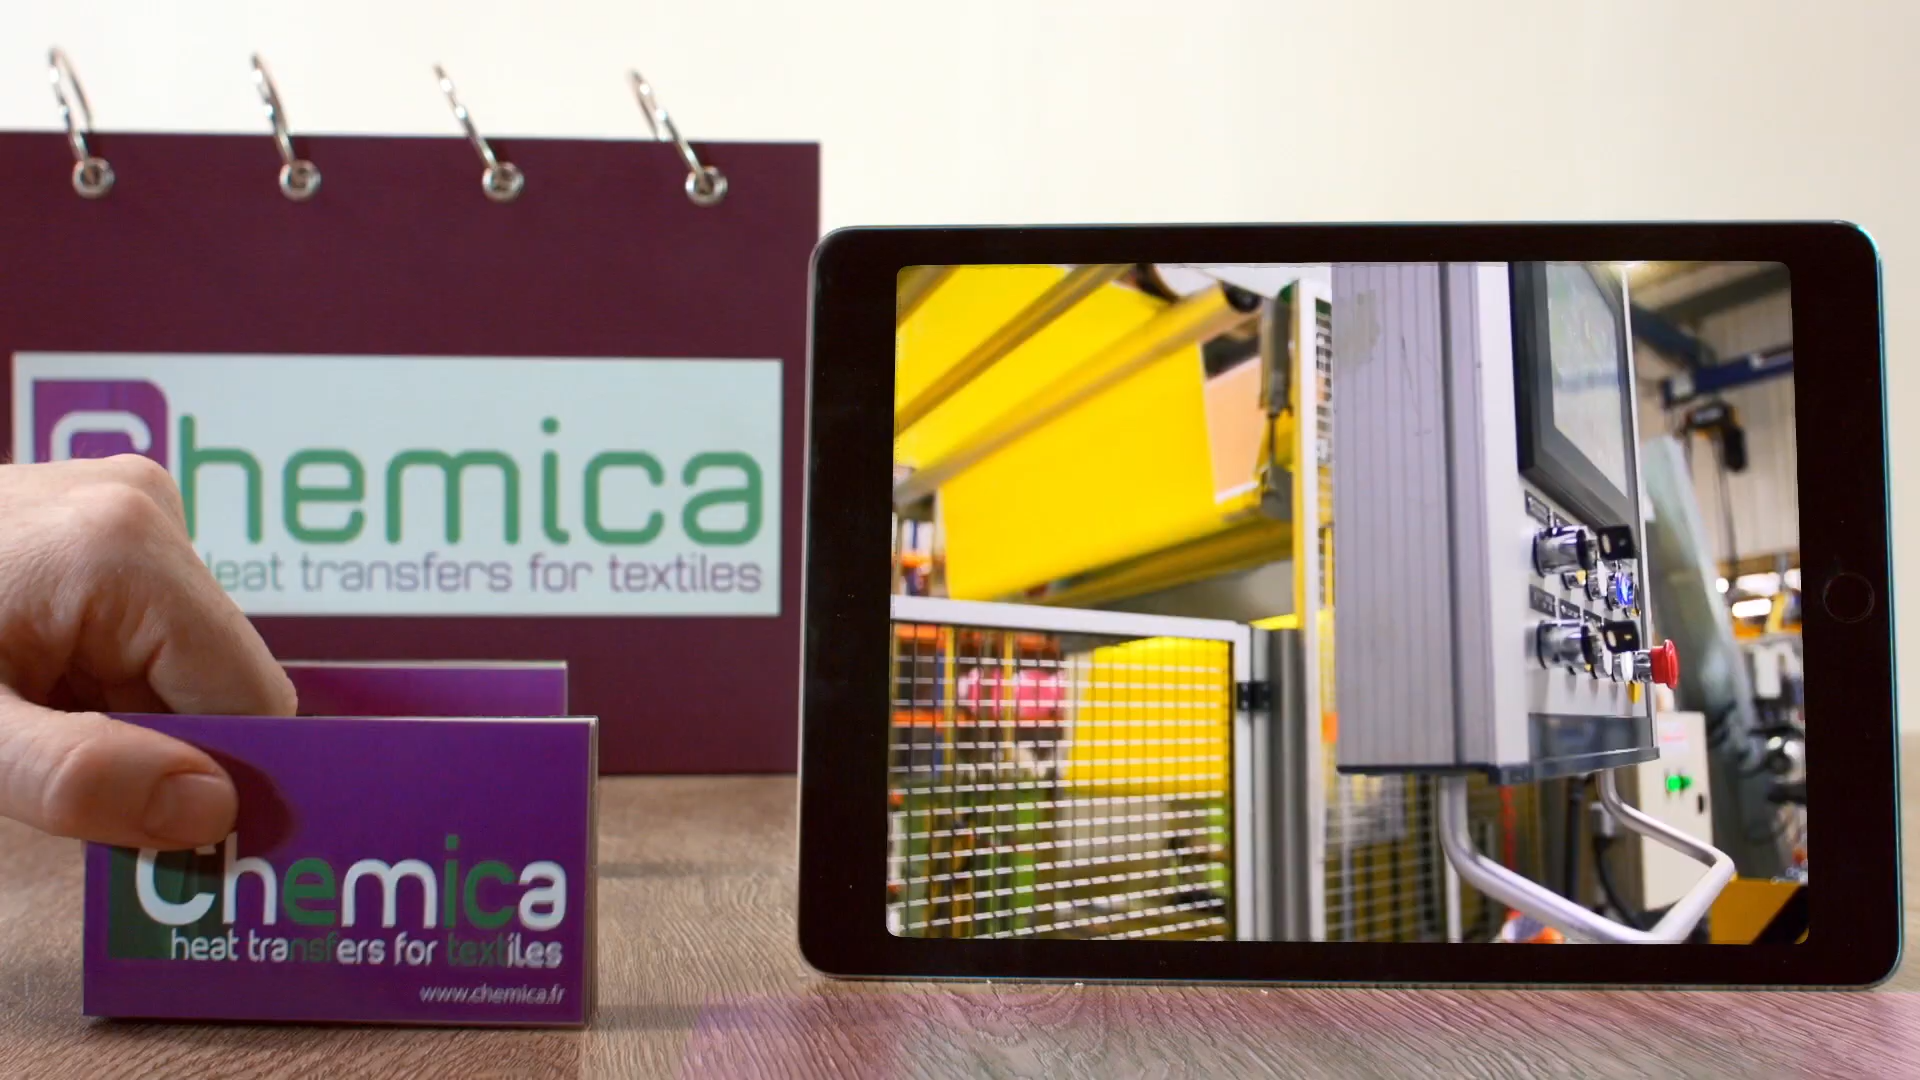 Chemica
heat transfers for textiles
Chemica
heat transfers for textiles
www.chemica.fr